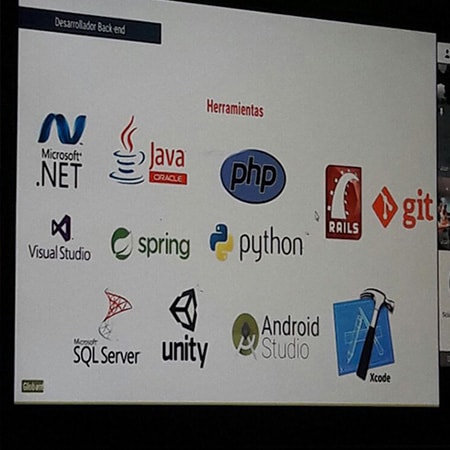 Desarrollador Back-end
Herramientas
Microsoft
.NET
Java
ORACLE
php
RAILS
git
Visual Studio
spring
python
Microsoft
SQL Server
unity
Android
Studio
Xcode
Globant